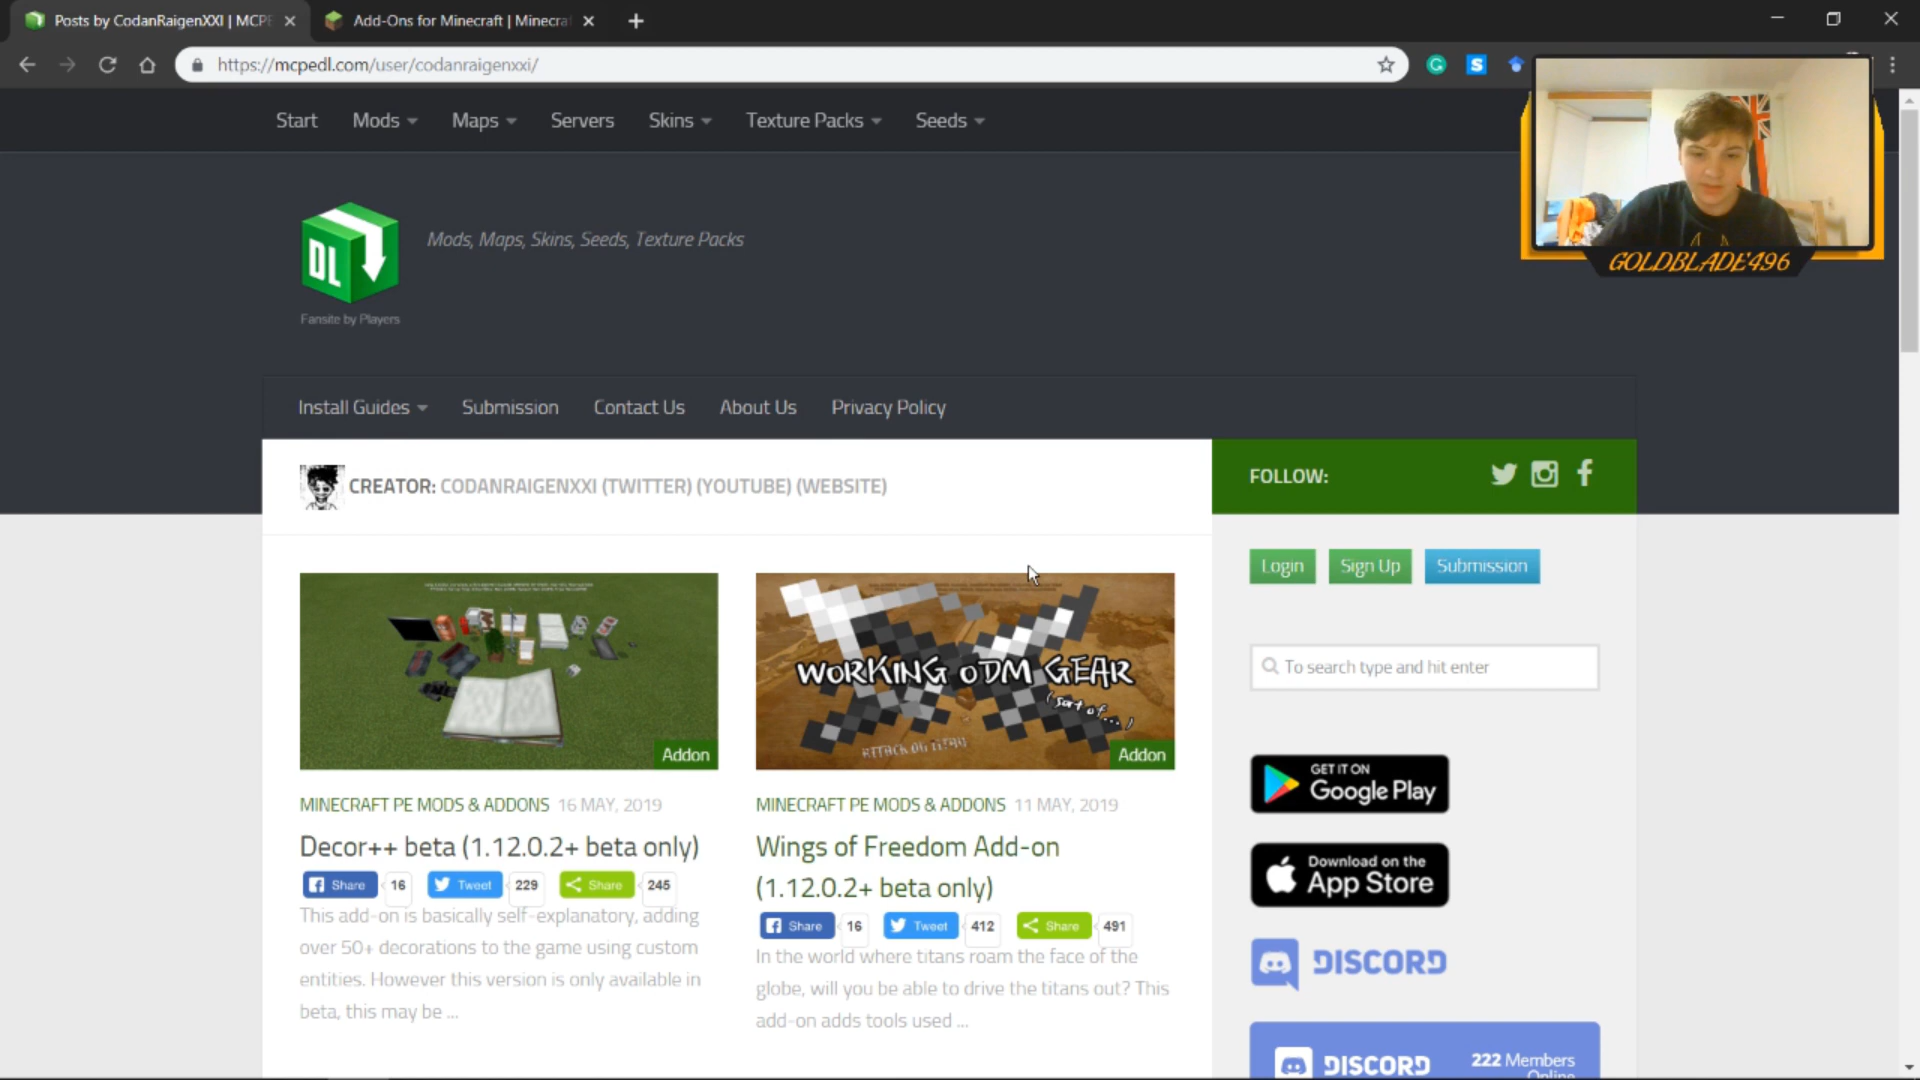 Posts by CodanRaigenXXI | MCPE
Add-Ons for Minecraft | Minecra
https://mcpedl.com/user/codanraigenxxi/
Start Mods Maps Servers Skins Texture Packs Seeds
GOLDBLADE496
DL
Mods, Maps, Skins, Seeds, Texture Packs
Fansite by Players
Install Guides Submission Contact Us About Us Privacy Policy
CREATOR: CODANRAIGENXXI (TWITTER) (YOUTUBE) (WEBSITE)
FOLLOW:
Login Sign Up Submission
To search type and hit enter
Addon
WORKING ODM GEAR
(sort of...)
ATTACK ON TITAN
Addon
MINECRAFT PE MODS & ADDONS 16 MAY, 2019
Decor++ beta (1.12.0.2+ beta only)
Share 16 Tweet 229 Share 245
This add-on is basically self-explanatory, adding
over 50+ decorations to the game using custom
entities. However this version is only available in
beta, this may be ...
MINECRAFT PE MODS & ADDONS 11 MAY, 2019
Wings of Freedom Add-on
(1.12.0.2+ beta only)
Share 16 Tweet 412 Share 491
In the world where titans roam the face of the
globe, will you be able to drive the titans out? This
add-on adds tools used ...
GET IT ON
Google Play
Download on the
App Store
DISCORD
DISCORD 222 Members
Online